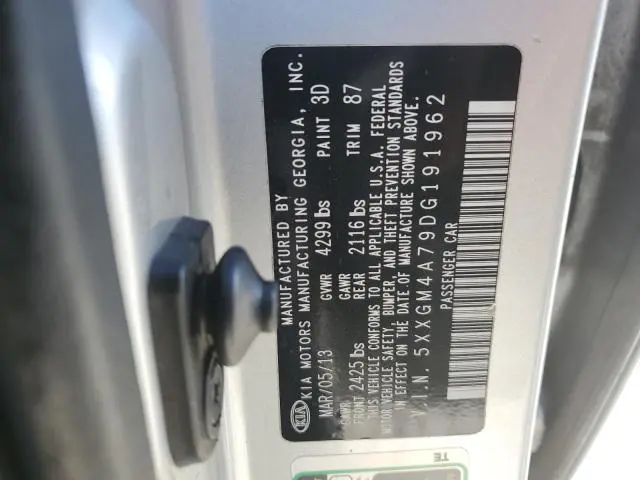 MANUFACTURED BY
KIA KIA MOTORS MANUFACTURING GEORGIA, INC.
MAR/05/13 GVWR 4299lbs PAINT 3D
GAWR GAWR
FRONT 2425lbs REAR 2116lbs TRIM 87
THIS VEHICLE CONFORMS TO ALL APPLICABLE U.S.A. FEDERAL
MOTOR VEHICLE SAFETY, BUMPER, AND THEFT PREVENTION STANDARDS
IN EFFECT ON THE DATE OF MANUFACTURE SHOWN ABOVE.
V.I.N. 5XXGM4A79DG191962
PASSENGER CAR
TE